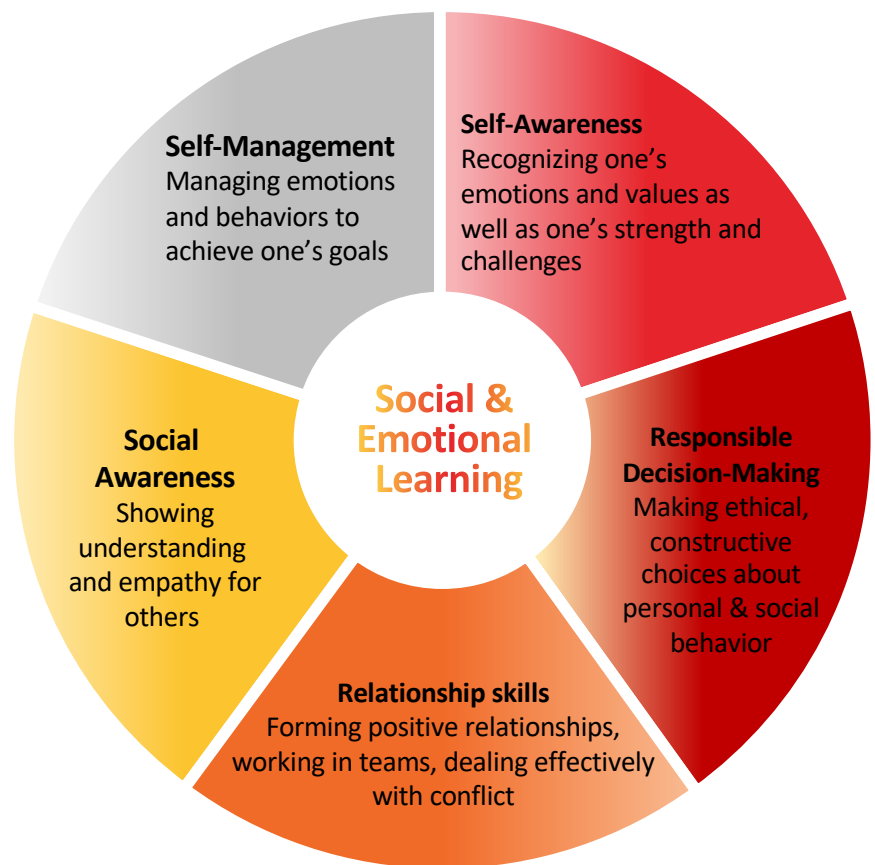 Self-Management
Managing emotions
and behaviors to
achieve one’s goals
Self-Awareness
Recognizing one’s
emotions and values as
well as one’s strength and
challenges
Social &
Emotional
Learning
Social
Awareness
Showing
understanding
and empathy for
others
Responsible
Decision-Making
Making ethical,
constructive
choices about
personal & social
behavior
Relationship skills
Forming positive relationships,
working in teams, dealing effectively
with conflict